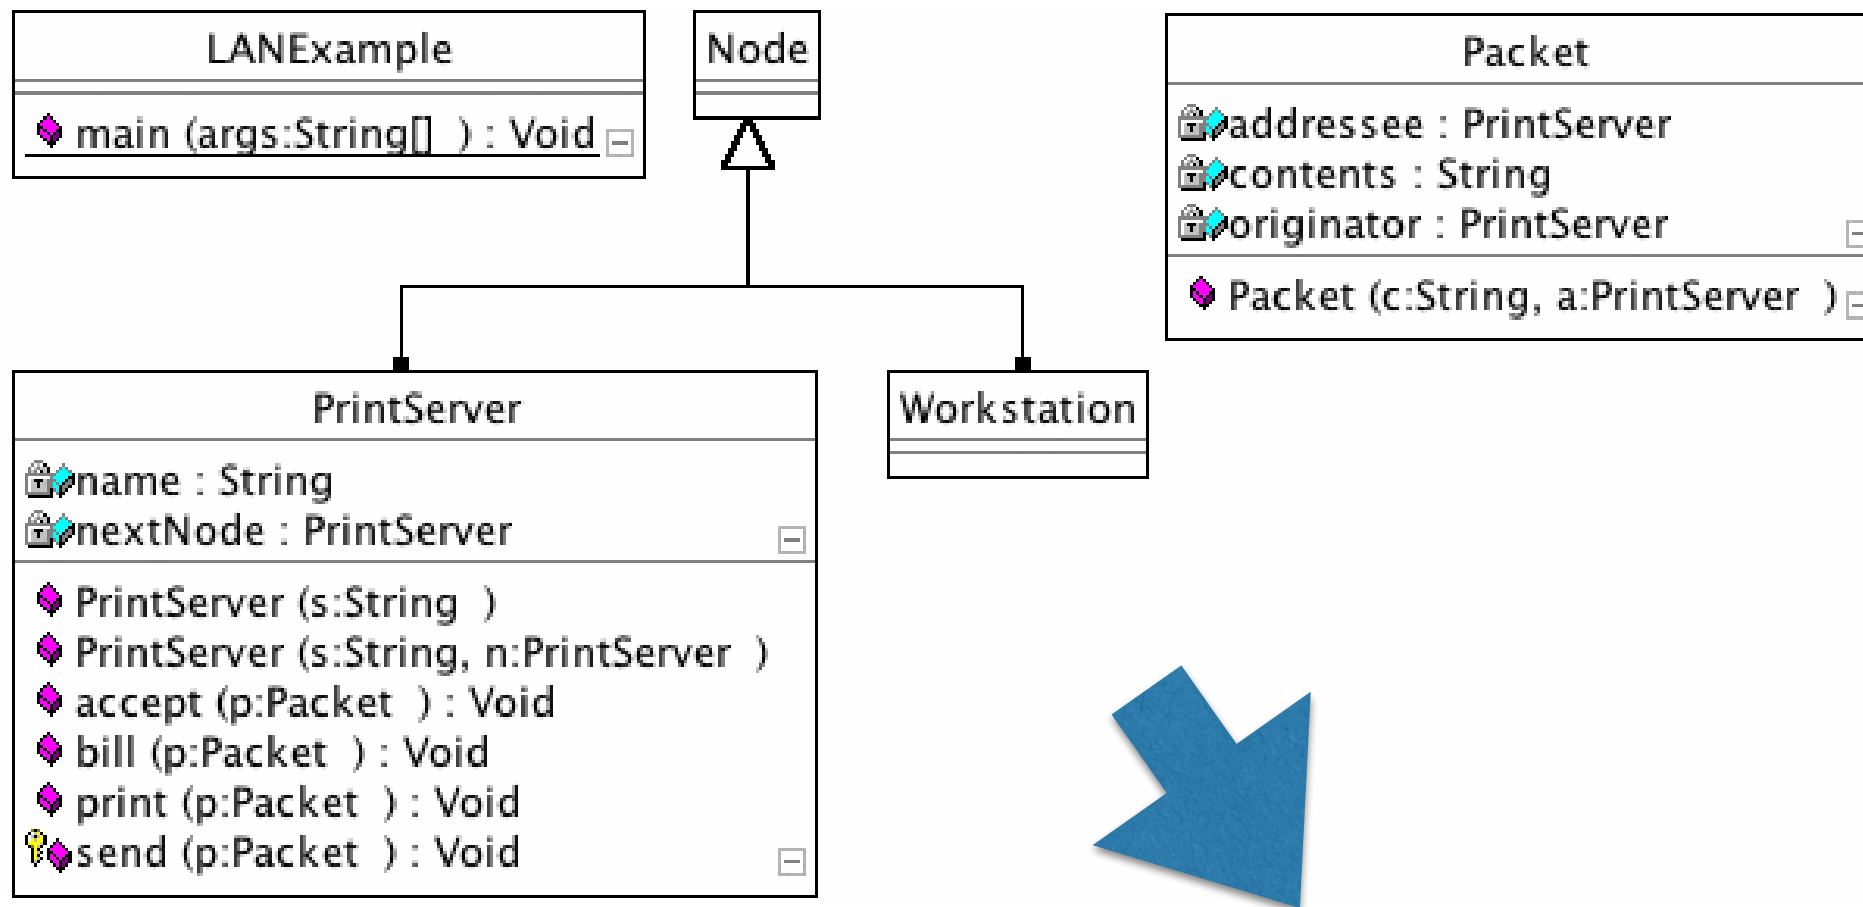 LANExample
main (args:String[] ) : Void
Node
Packet
addressee : PrintServer
contents : String
originator : PrintServer
Packet (c:String, a:PrintServer )
PrintServer
name : String
nextNode : PrintServer
PrintServer (s:String )
PrintServer (s:String, n:PrintServer )
accept (p:Packet ) : Void
bill (p:Packet ) : Void
print (p:Packet ) : Void
send (p:Packet ) : Void
Workstation